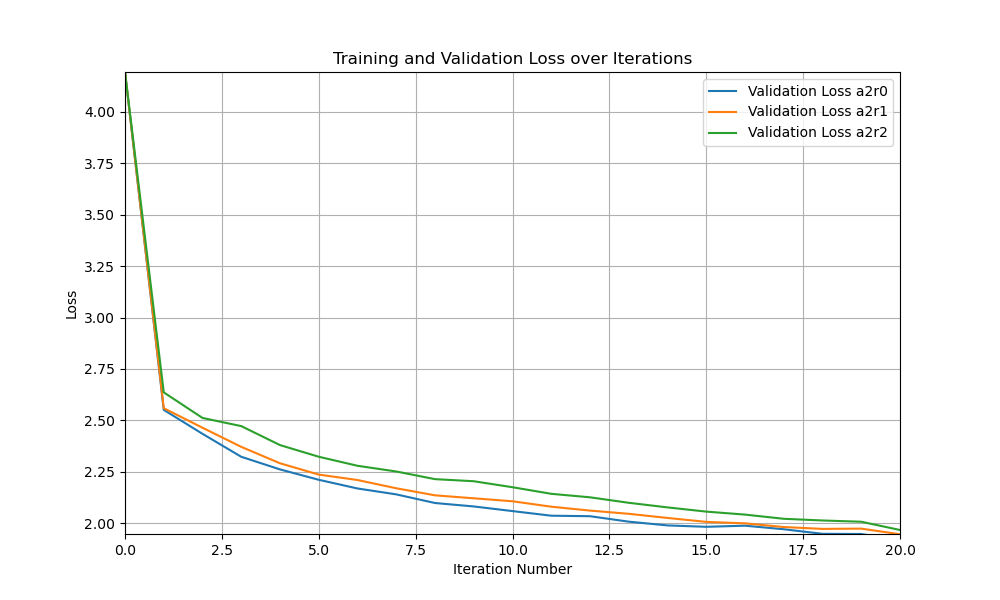 Training and Validation Loss over Iterations
Validation Loss a2r0
Validation Loss a2r1
Validation Loss a2r2
Loss
4.00
3.75
3.50
3.25
3.00
2.75
2.50
2.25
2.00
0.0 2.5 5.0 7.5 10.0 12.5 15.0 17.5 20.0
Iteration Number